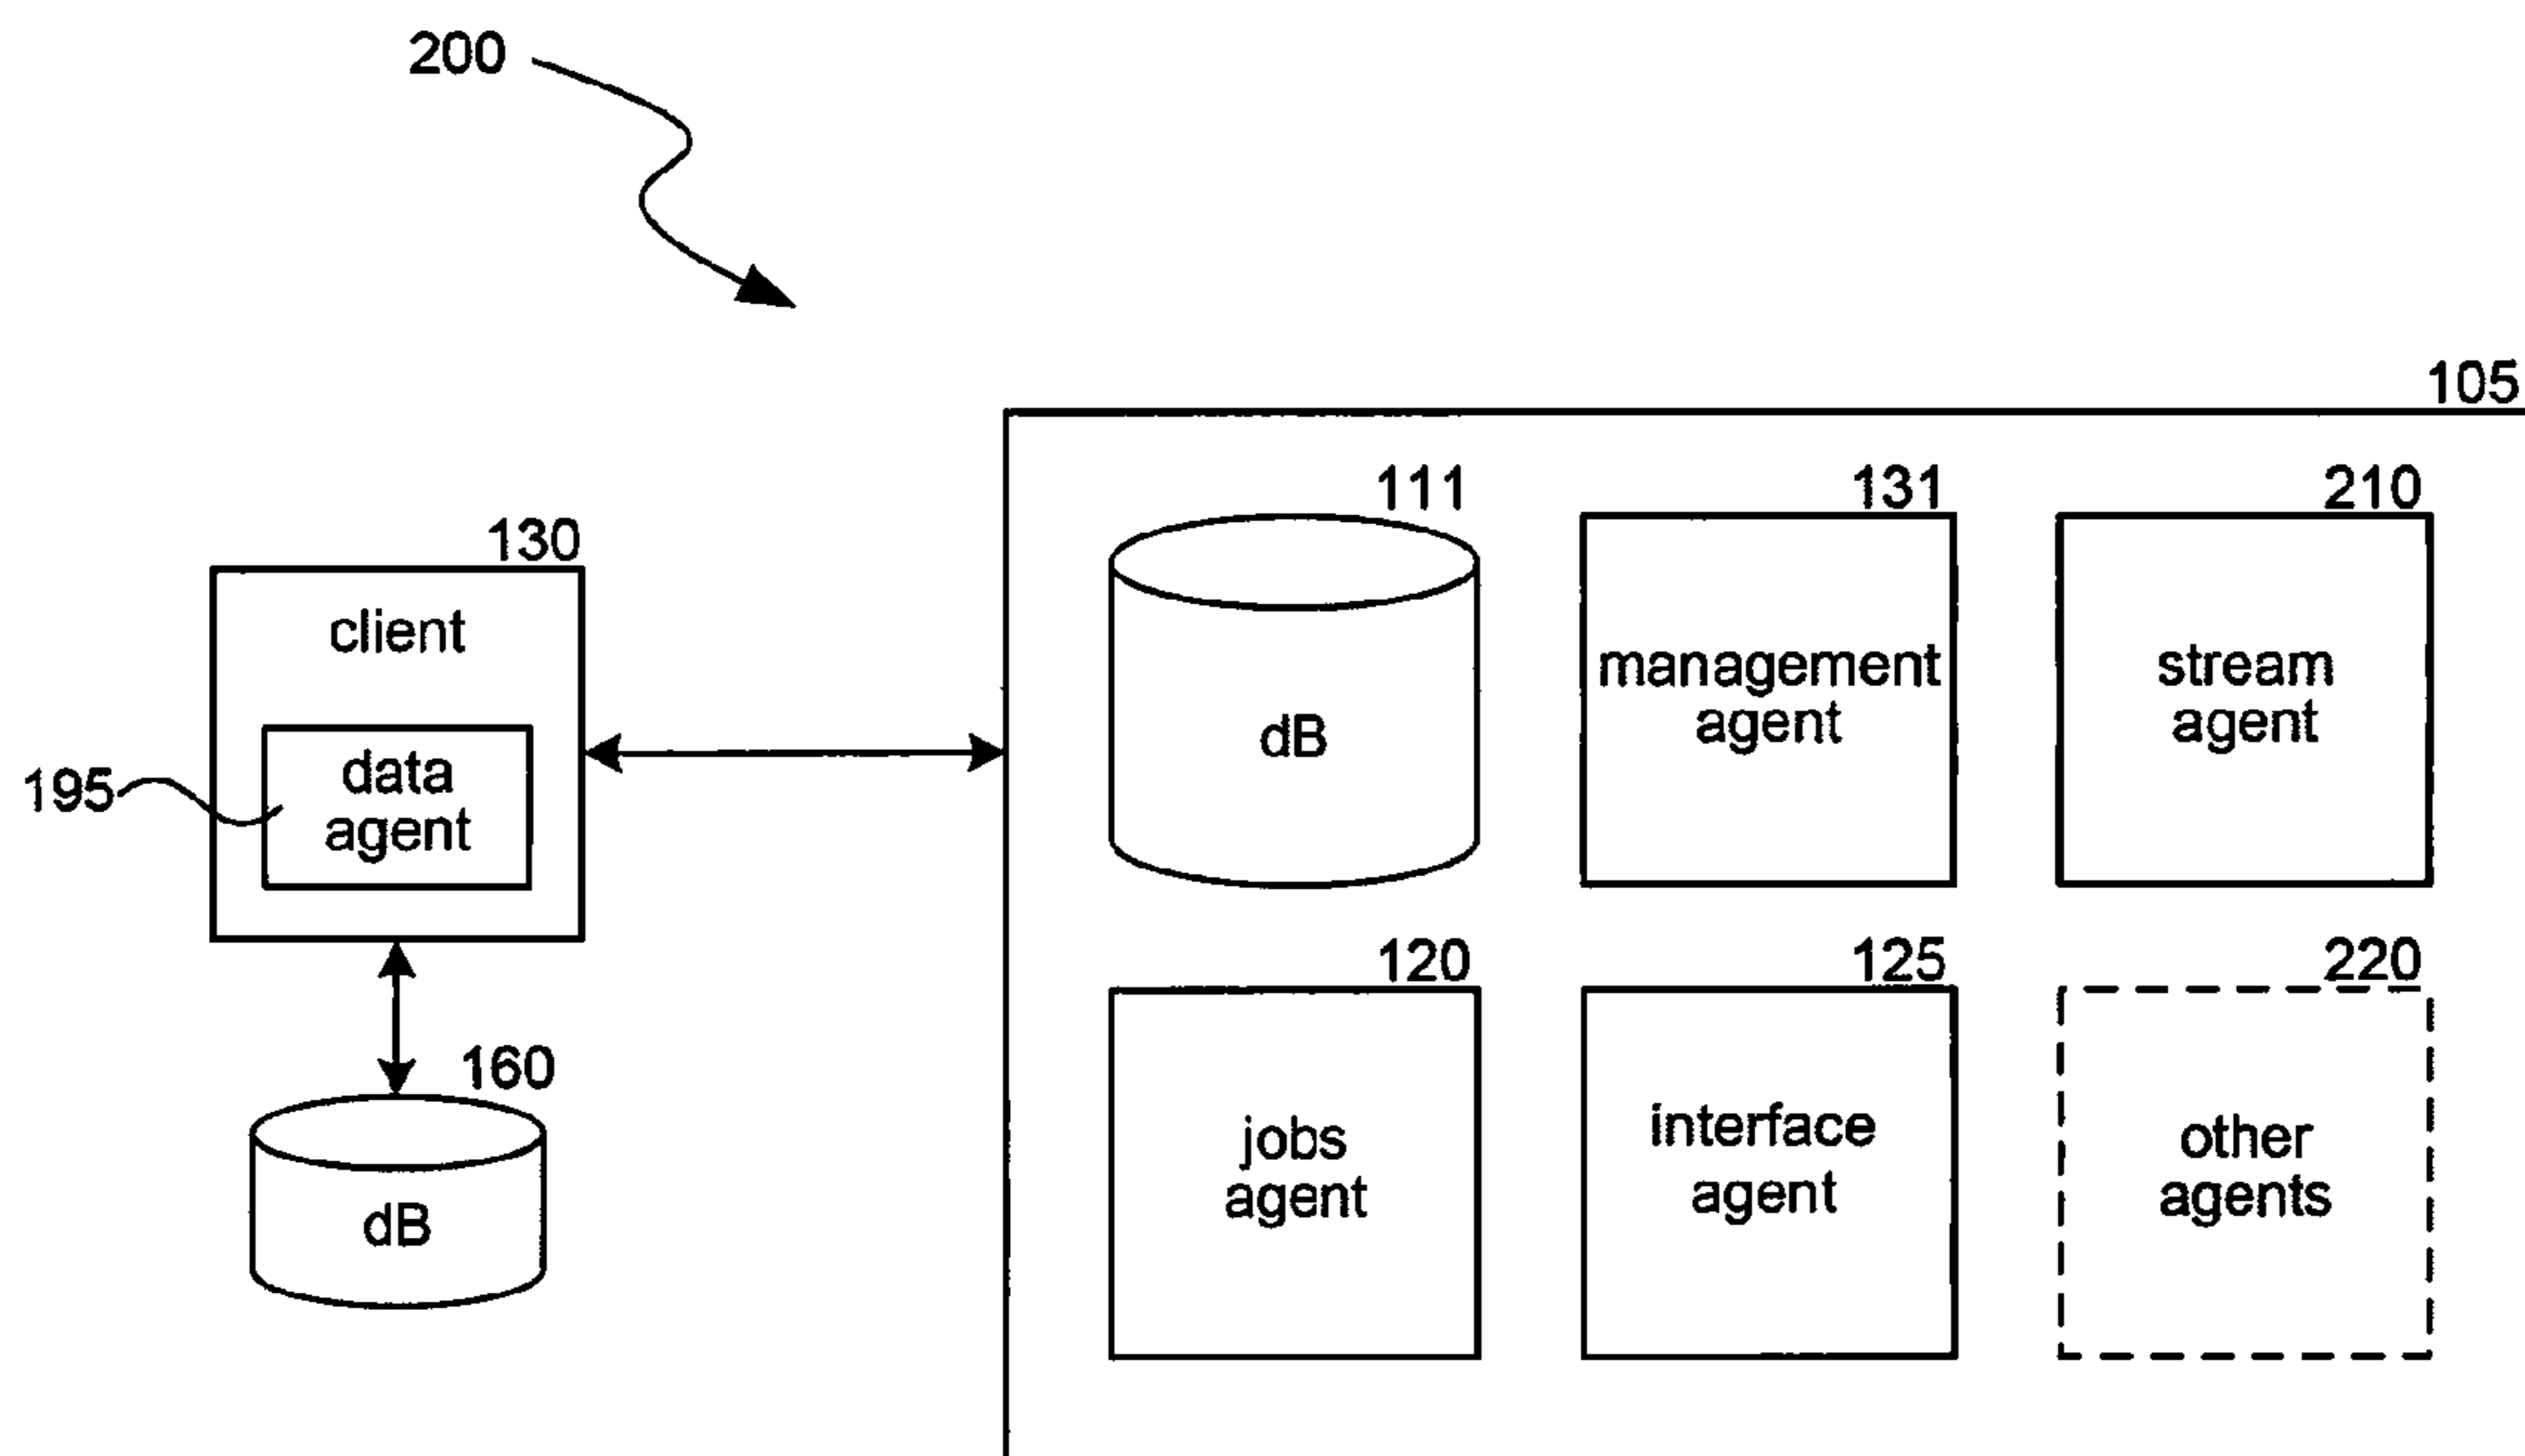 200
105
111
131
210
130
client
management
agent
stream
agent
dB
195
data
agent
120
125
220
160
jobs
agent
interface
agent
other
agents
dB